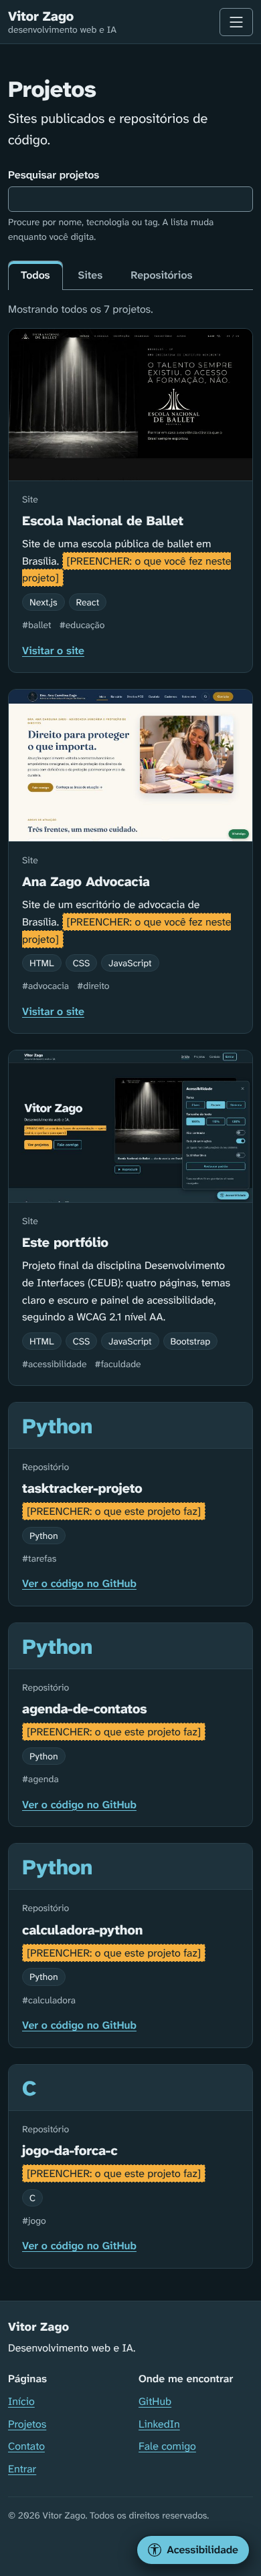 Vitor Zago
desenvolvimento web e IA
Projetos
Sites publicados e repositórios de
código.
Pesquisar projetos
Procure por nome, tecnologia ou tag. A lista muda
enquanto você digita.
Todos Sites Repositórios
Mostrando todos os 7 projetos.
O TALENTO SEMPRE
EXISTIU. O ACESSO
À FORMAÇÃO, NÃO.
ESCOLA NACIONAL
DE BALLET
Site
Escola Nacional de Ballet
Site de uma escola pública de ballet em
Brasília. [PREENCHER: o que você fez neste
projeto]
Next.js React
#ballet #educação
Visitar o site
Direito para proteger
o que importa.
Três frentes, um mesmo cuidado.
Site
Ana Zago Advocacia
Site de um escritório de advocacia de
Brasília. [PREENCHER: o que você fez neste
projeto]
HTML CSS JavaScript
#advocacia #direito
Visitar o site
Vitor Zago
Vitor Zago
Acessibilidade
Site
Este portfólio
Projeto final da disciplina Desenvolvimento
de Interfaces (CEUB): quatro páginas, temas
claro e escuro e painel de acessibilidade,
seguindo a WCAG 2.1 nível AA.
HTML CSS JavaScript Bootstrap
#acessibilidade #faculdade
Python
Repositório
tasktracker-projeto
[PREENCHER: o que este projeto faz]
Python
#tarefas
Ver o código no GitHub
Python
Repositório
agenda-de-contatos
[PREENCHER: o que este projeto faz]
Python
#agenda
Ver o código no GitHub
Python
Repositório
calculadora-python
[PREENCHER: o que este projeto faz]
Python
#calculadora
Ver o código no GitHub
C
Repositório
jogo-da-forca-c
[PREENCHER: o que este projeto faz]
C
#jogo
Ver o código no GitHub
Vitor Zago
Desenvolvimento web e IA.
Páginas
Início
Projetos
Contato
Entrar
Onde me encontrar
GitHub
LinkedIn
Fale comigo
© 2026 Vitor Zago. Todos os direitos reservados.
Acessibilidade